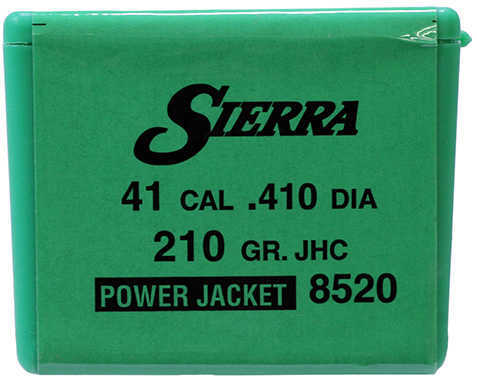 SIERRA
41 CAL .410 DIA
210 GR. JHC
POWER JACKET 8520